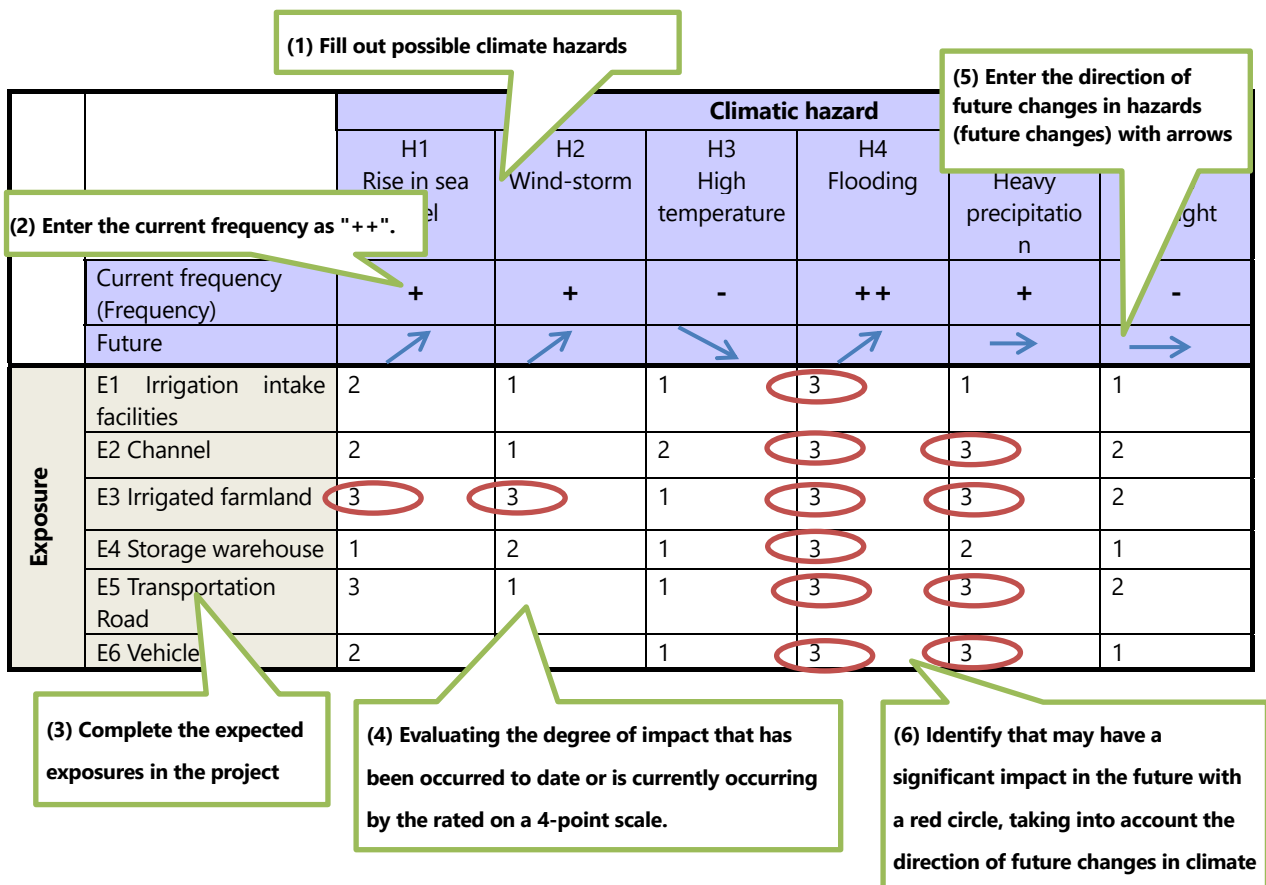 (1) Fill out possible climate hazards
(5) Enter the direction of
future changes in hazards
(future changes) with arrows
Climatic hazard
H1
Rise in sea
el
H2
Wind-storm
H3
High
temperature
H4
Flooding
Heavy
precipitatio
n
ght
(2) Enter the current frequency as "++".
Current frequency
(Frequency)
+ + - ++ + -
Future
Exposure
E1 Irrigation intake
facilities
2 1 1 3 1 1
E2 Channel 2 1 2 3 3 2
E3 Irrigated farmland 3 3 1 3 3 2
E4 Storage warehouse 1 2 1 3 2 1
E5 Transportation
Road
3 1 1 3 3 2
E6 Vehicle 2 1 3 3 1
(3) Complete the expected
exposures in the project
(4) Evaluating the degree of impact that has
been occurred to date or is currently occurring
by the rated on a 4-point scale.
(6) Identify that may have a
significant impact in the future with
a red circle, taking into account the
direction of future changes in climate